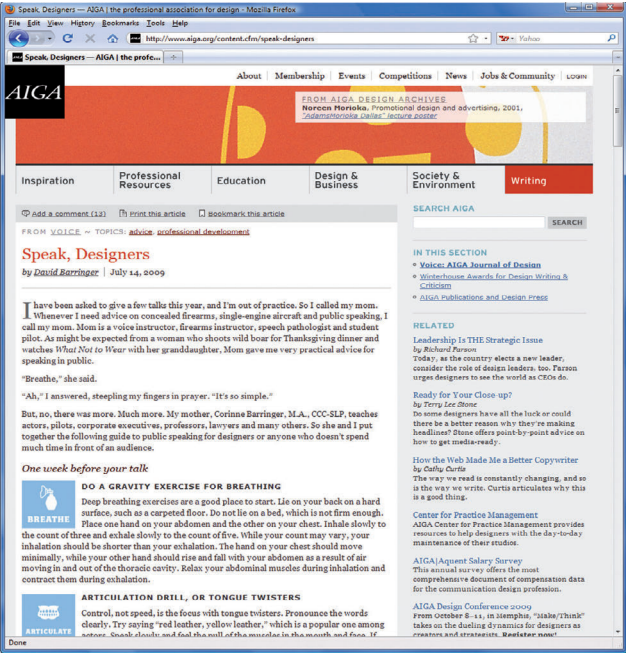 Speak, Designers — AIGA | the professional association for design - Mozilla Firefox
File Edit View History Bookmarks Tools Help
http://www.aiga.org/content.cfm/speak-designers
Yahoo
Speak, Designers — AIGA | the profe...
About | Membership | Events | Competitions | News | Jobs & Community | LOGIN
AIGA
FROM AIGA DESIGN ARCHIVES
Noreen Morioka, Promotional design and advertising, 2001,
"AdamsMorioka Dallas" lecture poster
Inspiration
Professional
Resources
Education
Design &
Business
Society &
Environment
Writing
Add a comment (13) Print this article Bookmark this article
FROM VOICE ~ TOPICS: advice, professional development
Speak, Designers
by David Barringer | July 14, 2009
I have been asked to give a few talks this year, and I'm out of practice. So I called my mom.
Whenever I need advice on concealed firearms, single-engine aircraft and public speaking, I
call my mom. Mom is a voice instructor, firearms instructor, speech pathologist and student
pilot. As might be expected from a woman who shoots wild boar for Thanksgiving dinner and
watches What Not to Wear with her granddaughter, Mom gave me very practical advice for
speaking in public.
"Breathe," she said.
"Ah," I answered, steepling my fingers in prayer. "It's so simple."
But, no, there was more. Much more. My mother, Corinne Barringer, M.A., CCC-SLP, teaches
actors, pilots, corporate executives, professors, lawyers and many others. So she and I put
together the following guide to public speaking for designers or anyone who doesn't spend
much time in front of an audience.
One week before your talk
BREATHE
DO A GRAVITY EXERCISE FOR BREATHING
Deep breathing exercises are a good place to start. Lie on your back on a hard
surface, such as a carpeted floor. Do not lie on a bed, which is not firm enough.
Place one hand on your abdomen and the other on your chest. Inhale slowly to
the count of three and exhale slowly to the count of five. While your count may vary, your
inhalation should be shorter than your exhalation. The hand on your chest should move
minimally, while your other hand should rise and fall with your abdomen as a result of air
moving in and out of the thoracic cavity. Relax your abdominal muscles during inhalation and
contract them during exhalation.
ARTICULATE
ARTICULATION DRILL, OR TONGUE TWISTERS
Control, not speed, is the focus with tongue twisters. Pronounce the words
clearly. Try saying "red leather, yellow leather," which is a popular one among
actors. Speak slowly and feel the pull of the muscles in the mouth and face. If
SEARCH AIGA
SEARCH
IN THIS SECTION
Voice: AIGA Journal of Design
Winterhouse Awards for Design Writing &
Criticism
AIGA Publications and Design Press
RELATED
Leadership Is THE Strategic Issue
by Richard Farson
Today, as the country elects a new leader,
consider the role of design leaders, too. Farson
urges designers to see the world as CEOs do.
Ready for Your Close-up?
by Terry Lee Stone
Do some designers have all the luck or could
there be a better reason why they're making
headlines? Stone offers point-by-point advice on
how to get media-ready.
How the Web Made Me a Better Copywriter
by Cathy Curtis
The way we read is constantly changing, and so
is the way we write. Curtis articulates why this
is a good thing.
Center for Practice Management
AIGA Center for Practice Management provides
resources to help designers with the day-to-day
maintenance of their studios.
AIGA|Aquent Salary Survey
This annual survey offers the most
comprehensive document of compensation data
for the communication design profession.
AIGA Design Conference 2009
From October 8–11, in Memphis, "Make/Think"
takes on the dueling dynamics for designers as
creators and strategists. Register now!
Done